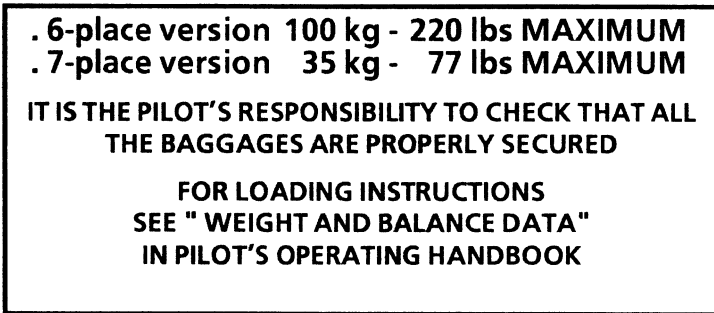 . 6-place version 100 kg - 220 lbs MAXIMUM
. 7-place version 35 kg - 77 lbs MAXIMUM
IT IS THE PILOT'S RESPONSIBILITY TO CHECK THAT ALL
THE BAGGAGES ARE PROPERLY SECURED
FOR LOADING INSTRUCTIONS
SEE " WEIGHT AND BALANCE DATA"
IN PILOT'S OPERATING HANDBOOK